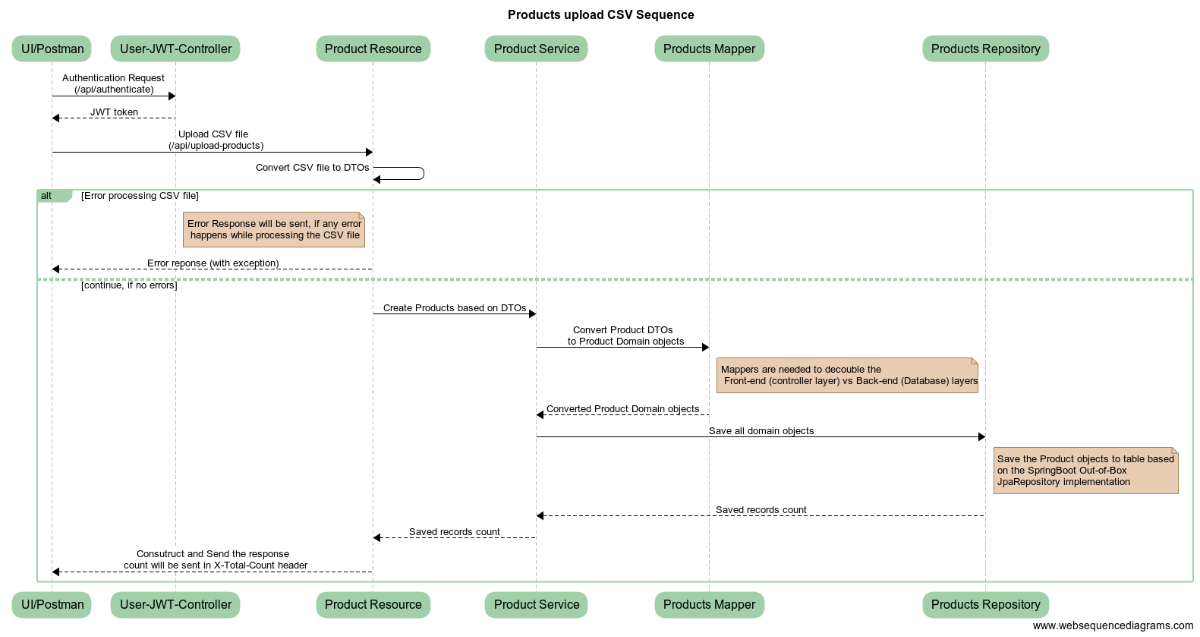 Products upload CSV Sequence
UI/Postman
User-JWT-Controller
Product Resource
Product Service
Products Mapper
Products Repository
Authentication Request
(/api/authenticate)
JWT token
Upload CSV file
(/api/upload-products)
Convert CSV file to DTOs
alt
[Error processing CSV file]
Error Response will be sent, if any error
happens while processing the CSV file
Error reponse (with exception)
[continue, if no errors]
Create Products based on DTOs
Convert Product DTOs
to Product Domain objects
Mappers are needed to decouble the
Front-end (controller layer) vs Back-end (Database) layers
Converted Product Domain objects
Save all domain objects
Save the Product objects to table based
on the SpringBoot Out-of-Box
JpaRepository implementation
Saved records count
Saved records count
Consutruct and Send the response
count will be sent in X-Total-Count header
UI/Postman
User-JWT-Controller
Product Resource
Product Service
Products Mapper
Products Repository
www.websequencediagrams.com